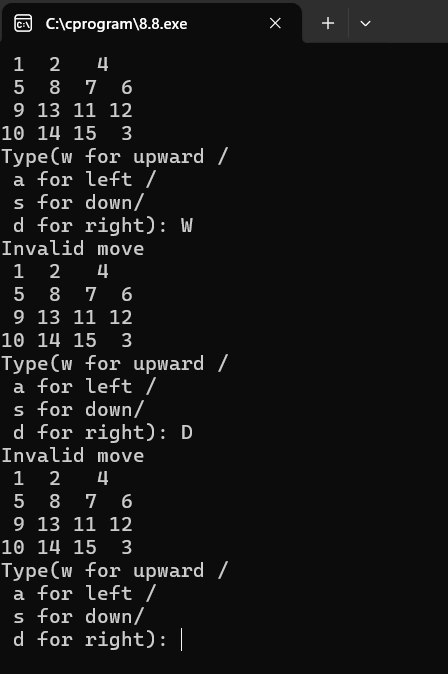 C:\cprogram\8.8.exe
 1  2   4
 5  8  7  6
 9 13 11 12
10 14 15  3
Type(w for upward /
 a for left /
 s for down/
 d for right): W
Invalid move
 1  2   4
 5  8  7  6
 9 13 11 12
10 14 15  3
Type(w for upward /
 a for left /
 s for down/
 d for right): D
Invalid move
 1  2   4
 5  8  7  6
 9 13 11 12
10 14 15  3
Type(w for upward /
 a for left /
 s for down/
 d for right):